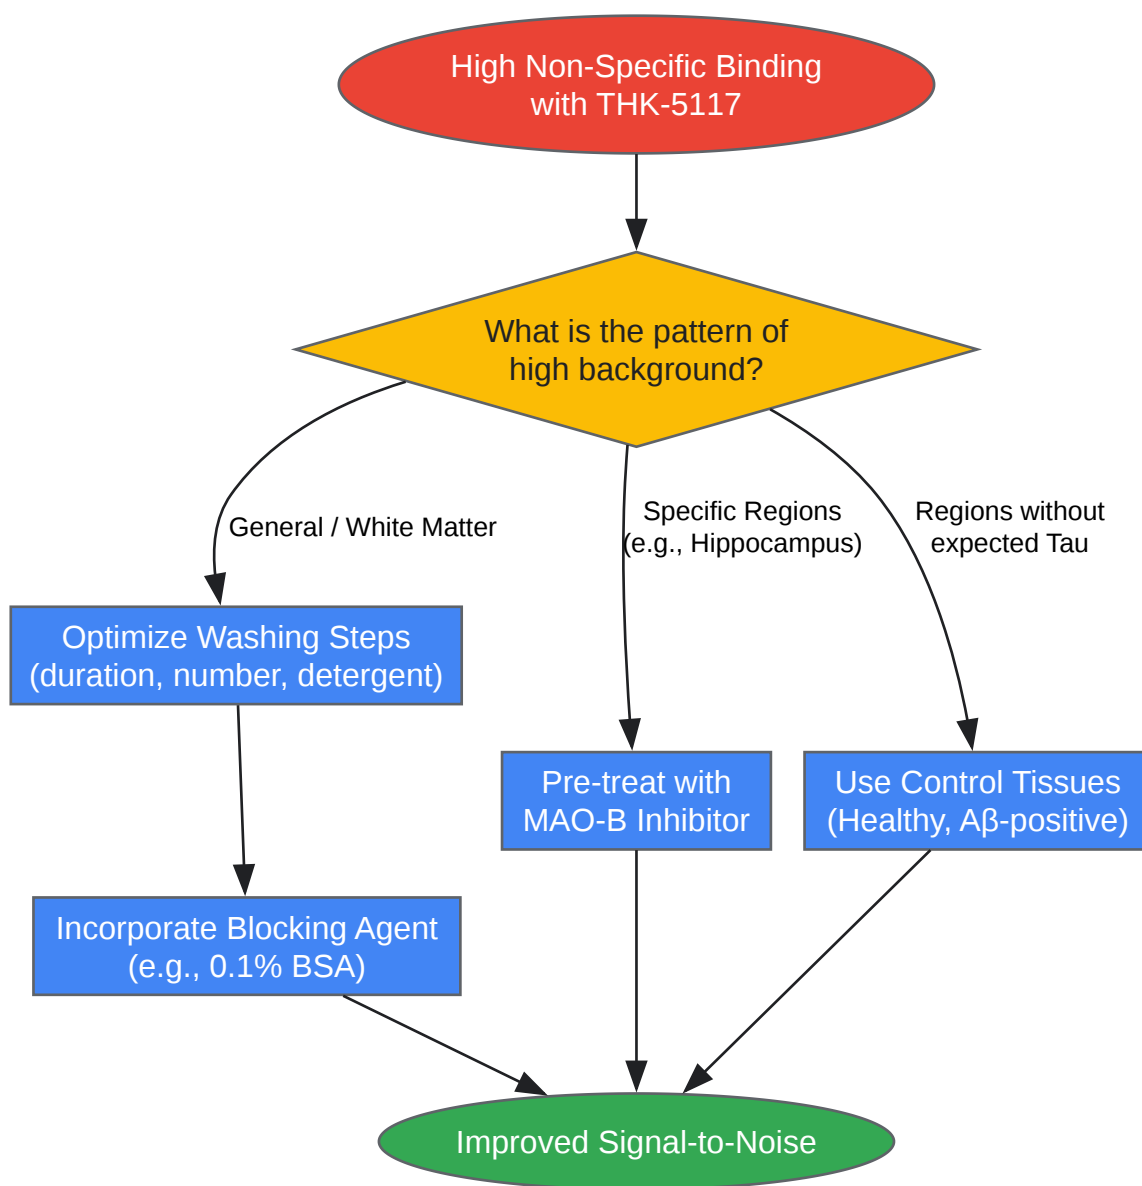 High Non-Specific Binding
with THK-5117
What is the pattern of
high background?
General / White Matter
Specific Regions
(e.g., Hippocampus)
Regions without
expected Tau
Optimize Washing Steps
(duration, number, detergent)
Pre-treat with
MAO-B Inhibitor
Use Control Tissues
(Healthy, Aβ-positive)
Incorporate Blocking Agent
(e.g., 0.1% BSA)
Improved Signal-to-Noise